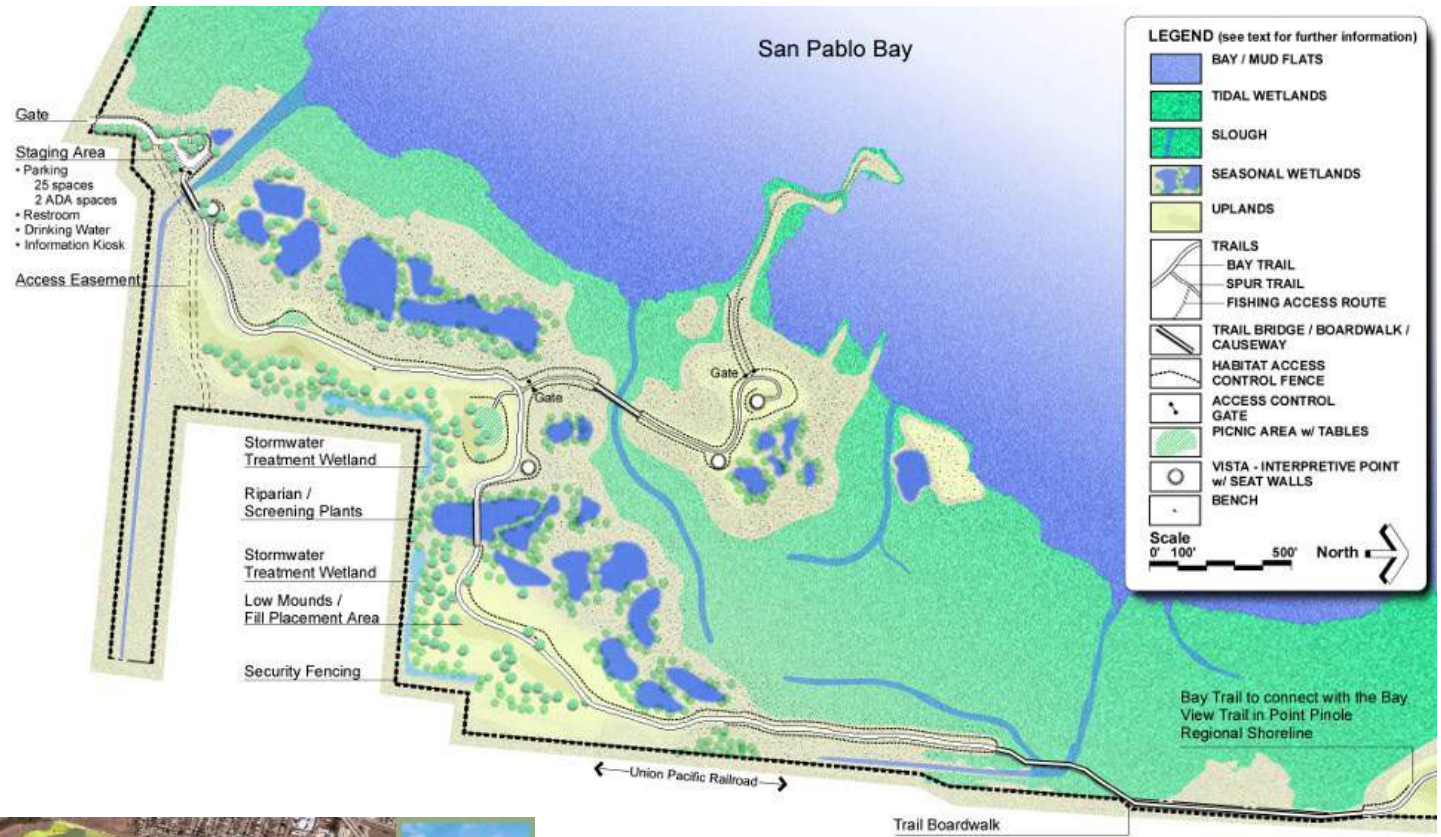 San Pablo Bay
Gate
Staging Area
• Parking
25 spaces
2 ADA spaces
• Restroom
• Drinking Water
• Information Kiosk
Access Easement
Gate
Gate
Stormwater
Treatment Wetland
Riparian /
Screening Plants
Stormwater
Treatment Wetland
Low Mounds /
Fill Placement Area
Security Fencing
Union Pacific Railroad
Trail Boardwalk
Bay Trail to connect with the Bay
View Trail in Point Pinole
Regional Shoreline
LEGEND (see text for further information)
BAY / MUD FLATS
TIDAL WETLANDS
SLOUGH
SEASONAL WETLANDS
UPLANDS
TRAILS
BAY TRAIL
SPUR TRAIL
FISHING ACCESS ROUTE
TRAIL BRIDGE / BOARDWALK /
CAUSEWAY
HABITAT ACCESS
CONTROL FENCE
ACCESS CONTROL
GATE
PICNIC AREA w/ TABLES
VISTA - INTERPRETIVE POINT
w/ SEAT WALLS
BENCH
Scale
0' 100' 500'
North